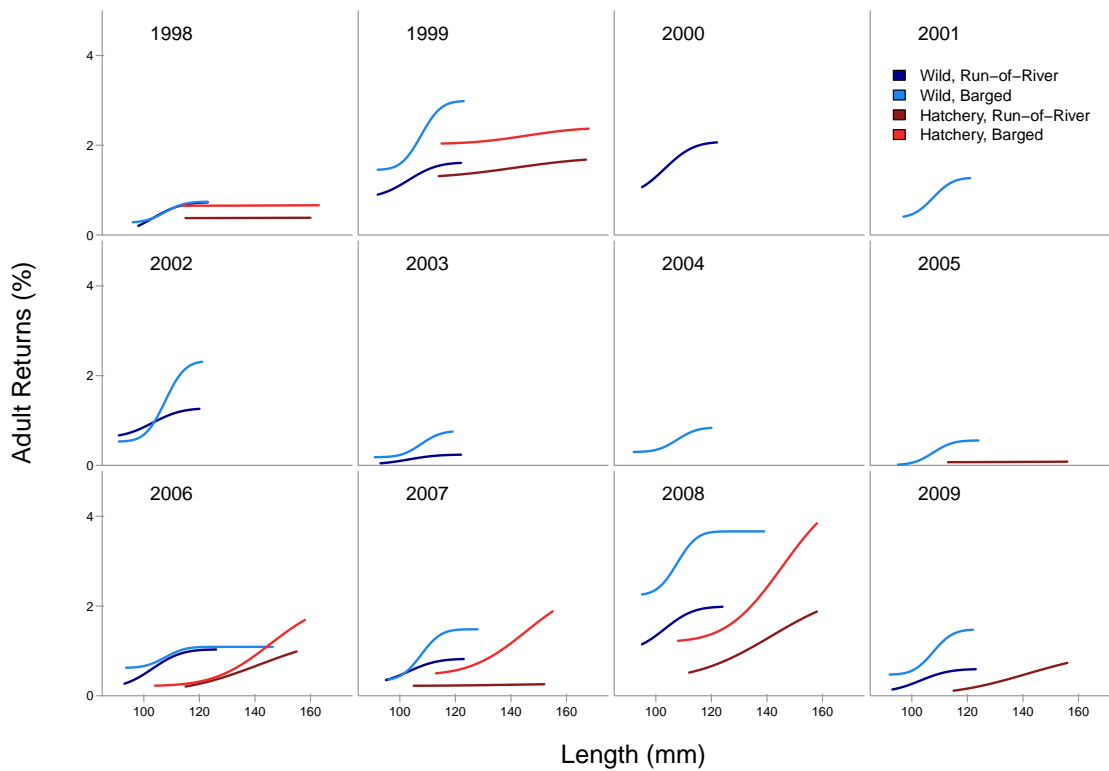 1998
1999
2000
2001
Wild, Run−of−River
Wild, Barged
Hatchery, Run−of−River
Hatchery, Barged
4
2
0
2002
2003
2004
2005
4
2
0
2006
2007
2008
2009
4
2
0
100 120 140 160
100 120 140 160
100 120 140 160
100 120 140 160
Adult Returns (%)
Length (mm)